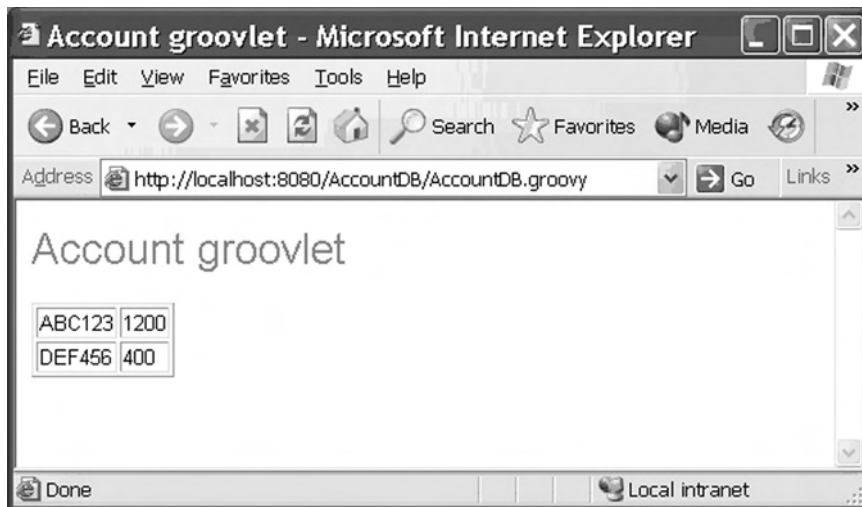 Account groovlet - Microsoft Internet Explorer
File Edit View Favorites Tools Help
Back Search Favorites Media »
Address http://localhost:8080/AccountDB/AccountDB.groovy Go Links »
Account groovlet
ABC123 1200
DEF456 400
Done Local intranet